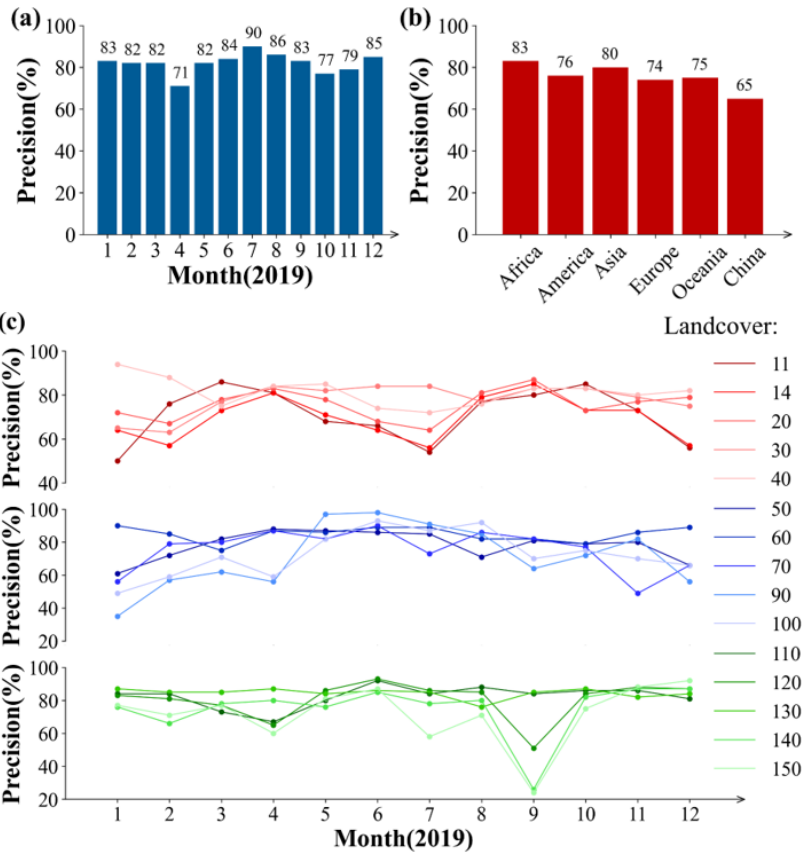 (a)
Precision(%)
100
80
60
40
20
0
83 82 82 71 82 84 90 86 83 77 79 85
1 2 3 4 5 6 7 8 9 10 11 12
Month(2019)
(b)
Precision(%)
100
80
60
40
20
0
83 76 80 74 75 65
Africa America Asia Europe Oceania China
(c)
Landcover:
11
14
20
30
40
50
60
70
90
100
110
120
130
140
150
Precision(%)
100
80
60
40
Precision(%)
100
80
60
40
20
Precision(%)
100
80
60
40
20
1 2 3 4 5 6 7 8 9 10 11 12
Month(2019)